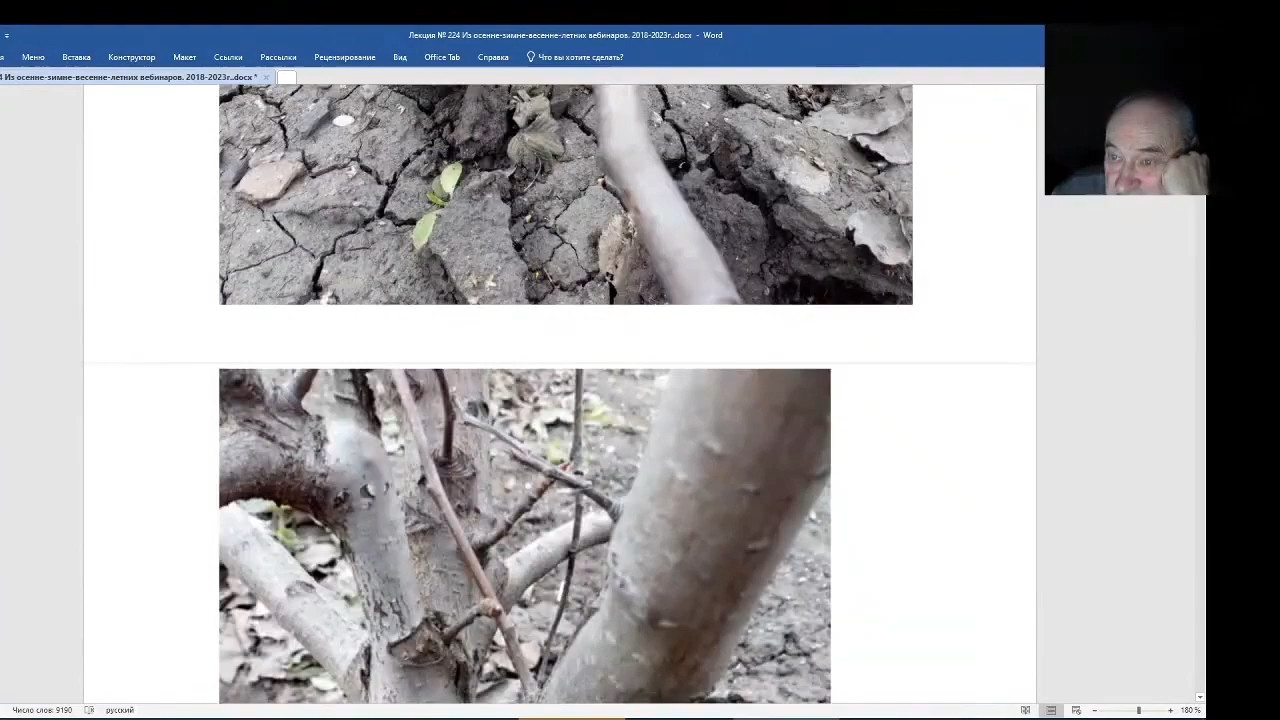 Лекция № 224 Из осенне-зимне-весенне-летних вебинаров. 2018-2023г..docx - Word
я Меню Вставка Конструктор Макет Ссылки Рассылки Рецензирование Вид Office Tab Справка Что вы хотите сделать?
4 Из осенне-зимне-весенне-летних вебинаров. 2018-2023г..docx *
Число слов: 9190 русский 180 %